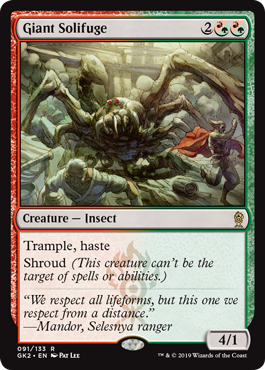 Giant Solifuge 2
Creature — Insect
Trample, haste
Shroud (This creature can't be the
target of spells or abilities.)
“We respect all lifeforms, but this one we
respect from a distance.”
—Mandor, Selesnya ranger
4/1
091/133 R
GK2 • EN PAT LEE
™ & © 2019 Wizards of the Coast